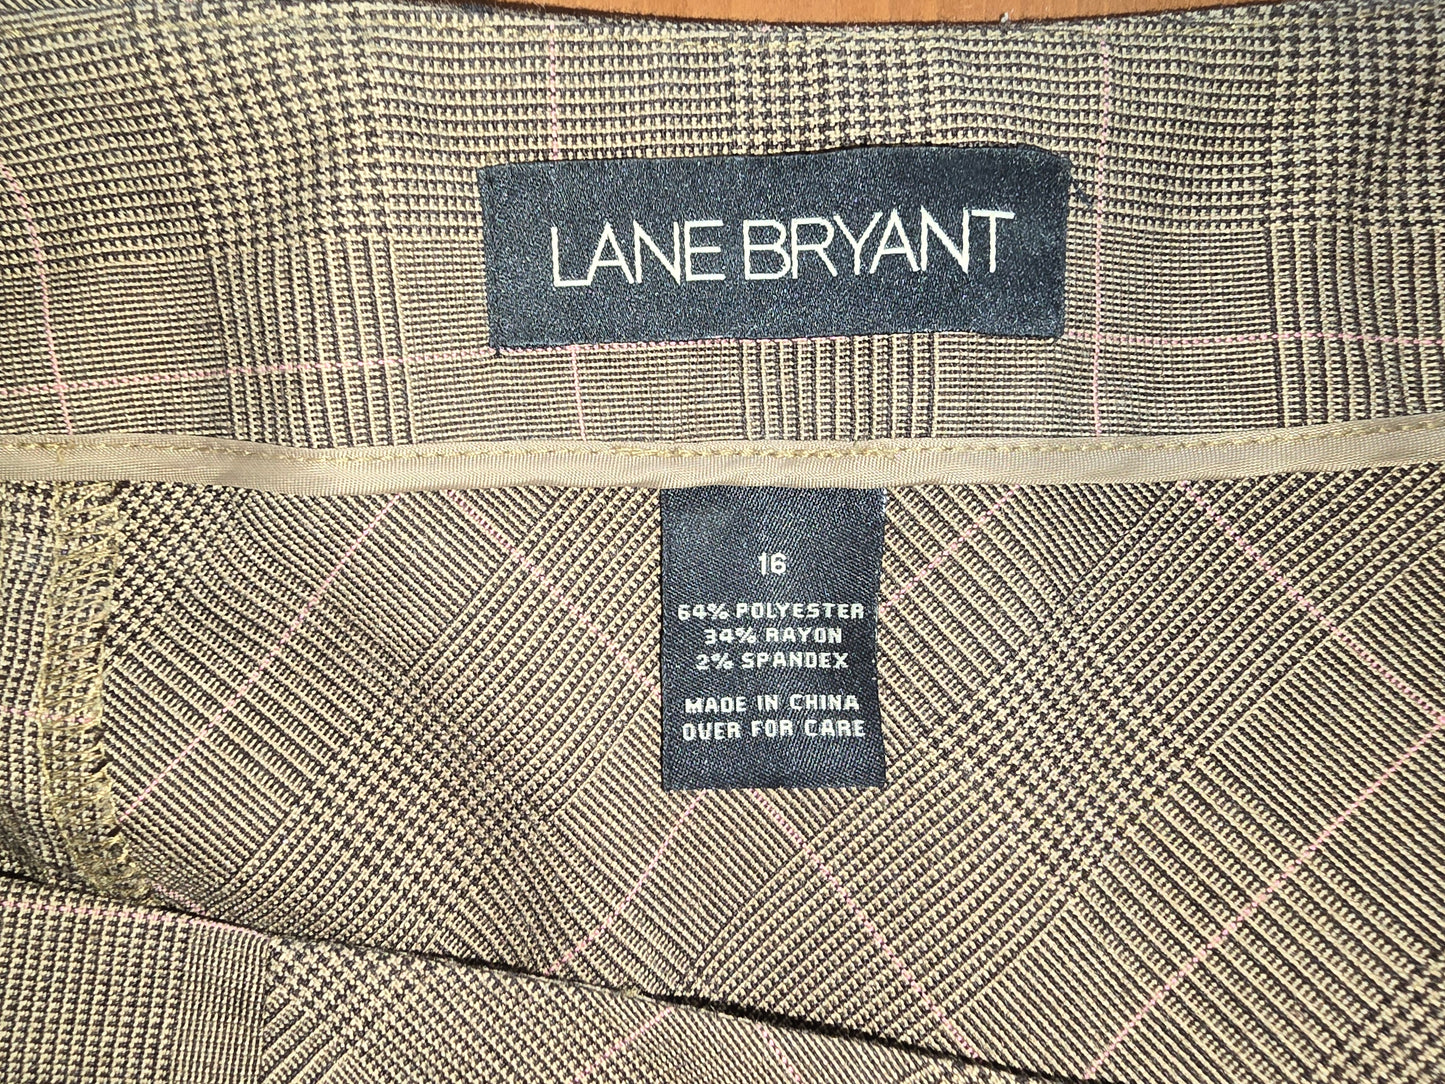 LANE BRYANT
16
64% POLYESTER
34% RAYON
2% SPANDEX
MADE IN CHINA
OVER FOR CARE